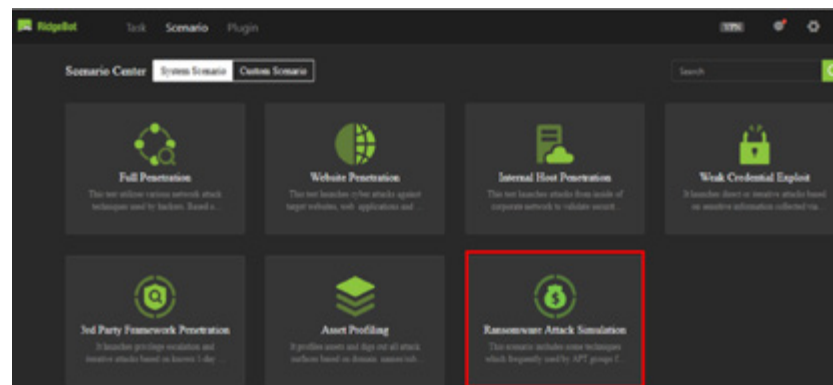 RidgeBot
Task Scenario Plugin
VPN
Scenario Center System Scenario Custom Scenario Search
Full Penetration
This test utilizes various network attack
techniques used by hackers. Based o...
Website Penetration
This test launches cyber attacks against
target websites, web applications and ...
Internal Host Penetration
This test launches attacks from inside of
corporate network to validate securit...
Weak Credential Exploit
It launches direct or iterative attacks based
on sensitive information collected via...
3rd Party Framework Penetration
It launches privilege escalation and
iterative attacks based on known 1-day ...
Asset Profiling
It profiles assets and digs out all attack
surfaces based on domain names/sub...
Ransomware Attack Simulation
This scenario includes some techniques
which frequently used by APT groups f...